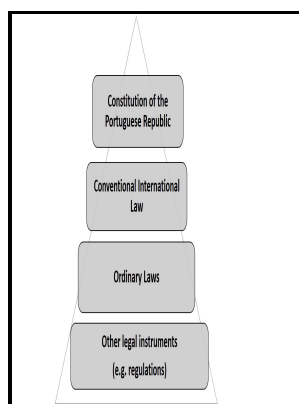 Constitution of the
Portuguese Republic
Conventional International
Law
Ordinary Laws
Other legal instruments
(e.g. regulations)